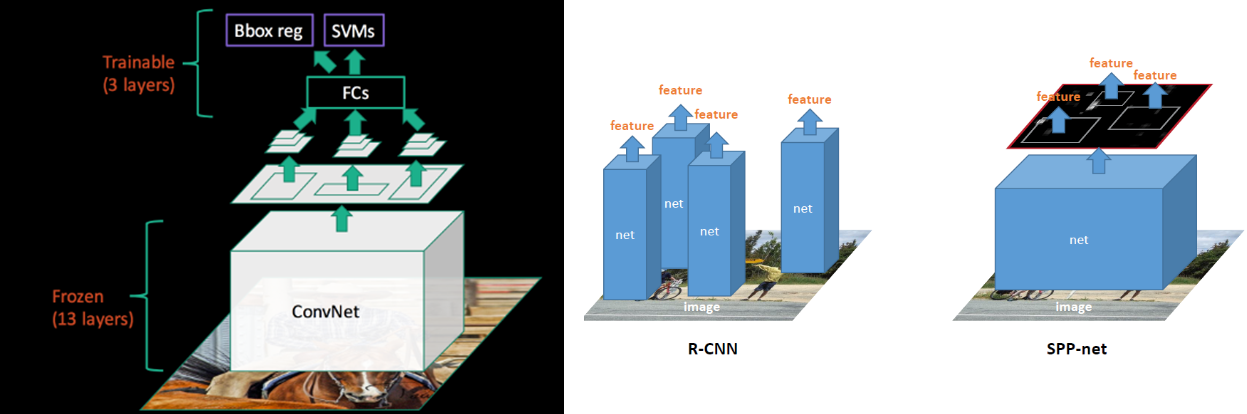 Bbox reg
SVMs
Trainable
(3 layers)
FCs
Frozen
(13 layers)
ConvNet
feature
feature
feature
feature
net
net
net
net
image
R-CNN
feature
feature
feature
net
image
SPP-net